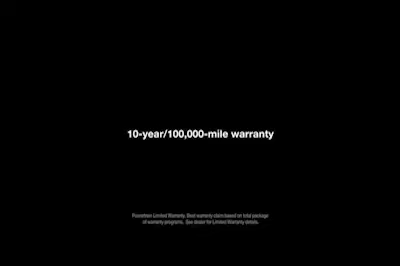 10-year/100,000-mile warranty
Powertrain Limited Warranty. Best warranty claim based on total package
of warranty programs. See dealer for Limited Warranty details.